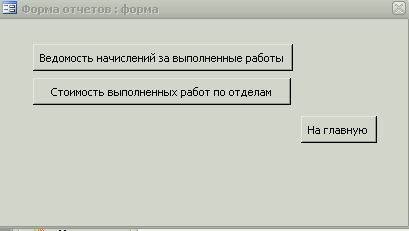 Форма отчетов : форма
Ведомость начислений за выполненные работы
Стоимость выполненных работ по отделам
На главную